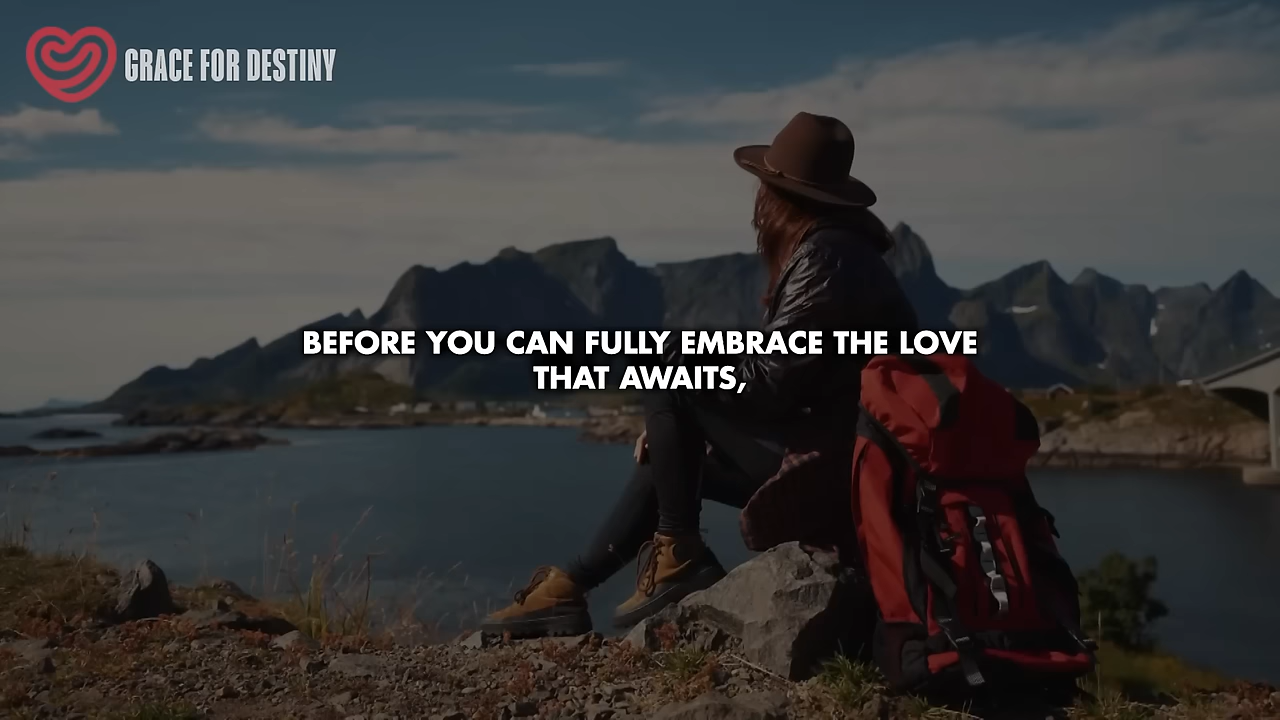 GRACE FOR DESTINY
BEFORE YOU CAN FULLY EMBRACE THE LOVE
THAT AWAITS,